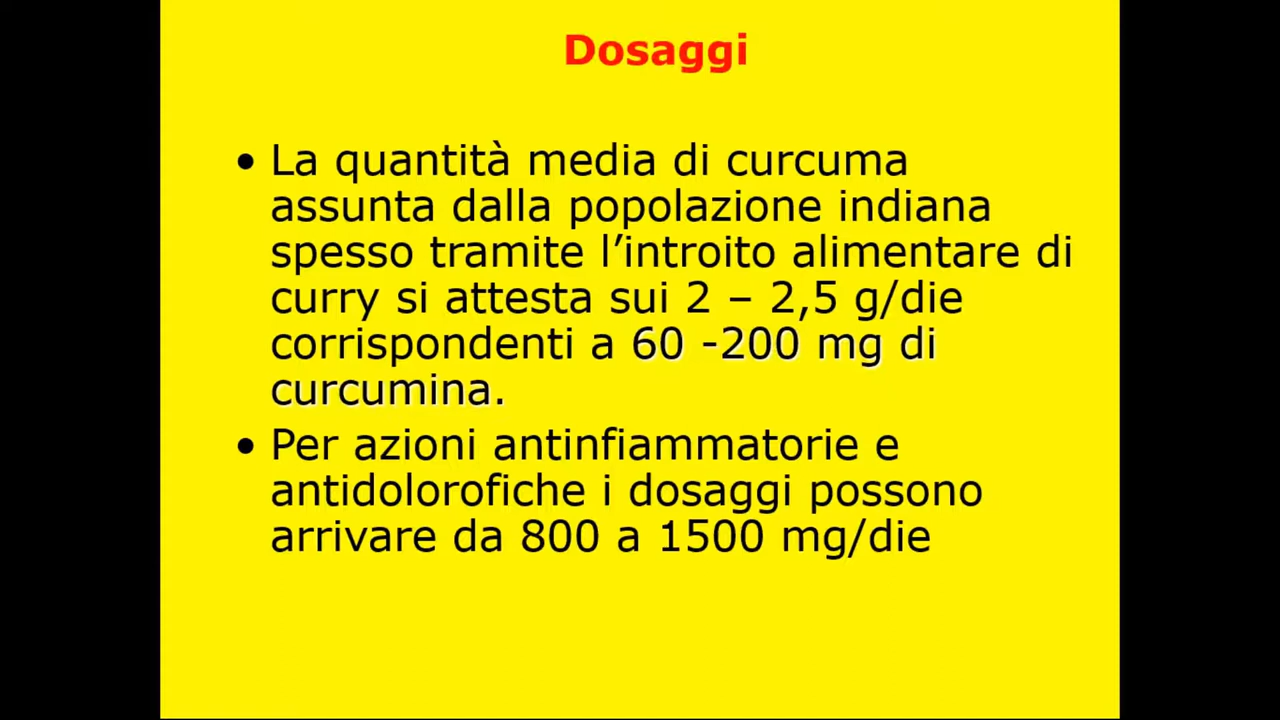 Dosaggi
• La quantità media di curcuma
assunta dalla popolazione indiana
spesso tramite l’introito alimentare di
curry si attesta sui 2 – 2,5 g/die
corrispondenti a 60 -200 mg di
curcumina.
• Per azioni antinfiammatorie e
antidolorofiche i dosaggi possono
arrivare da 800 a 1500 mg/die